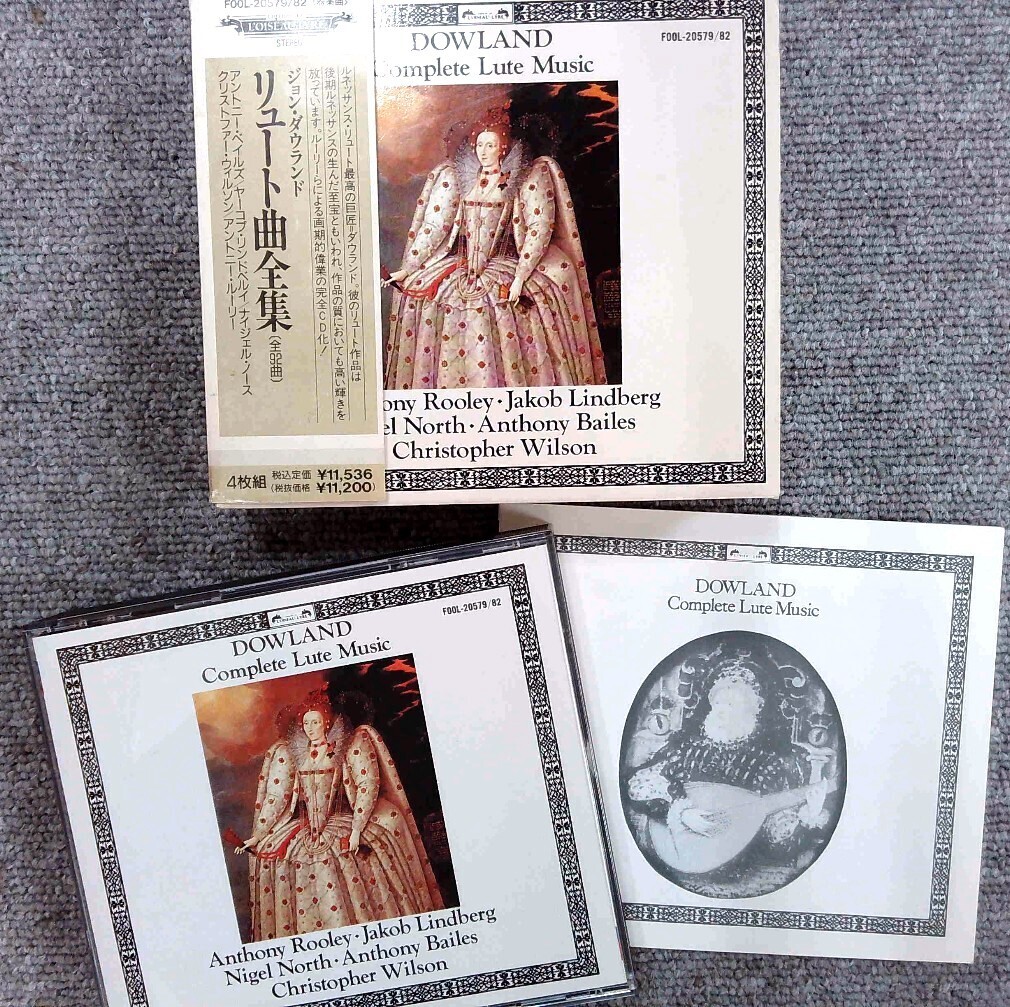 FOOL-20579/82
L'OISEAU-LYRE
STEREO
ルネッサンス・リュート最高の巨匠=ダウランド。彼のリュート作品は
後期ルネッサンスの生んだ至宝ともいわれ、作品の質においても高い輝きを
放っています。ルーリーらによる画期的偉業の完全CD化!
ジョン・ダウランド
リュート曲全集(全92曲)
アントニー・ベイルズ/ヤーコプ・リンドベルイ/ナイジェル・ノース
クリストファー・ウィルソン/アントニー・ルーリー
4枚組 税込定価 ¥11,536
(税抜価格 ¥11,200)
L'OISEAU-LYRE
DOWLAND
FOOL-20579/82
Complete Lute Music
ony Rooley·Jakob Lindberg
el North·Anthony Bailes
Christopher Wilson
FOOL-20579/82
DOWLAND
Complete Lute Music
Anthony Rooley·Jakob Lindberg
Nigel North·Anthony Bailes
Christopher Wilson
DOWLAND
Complete Lute Music